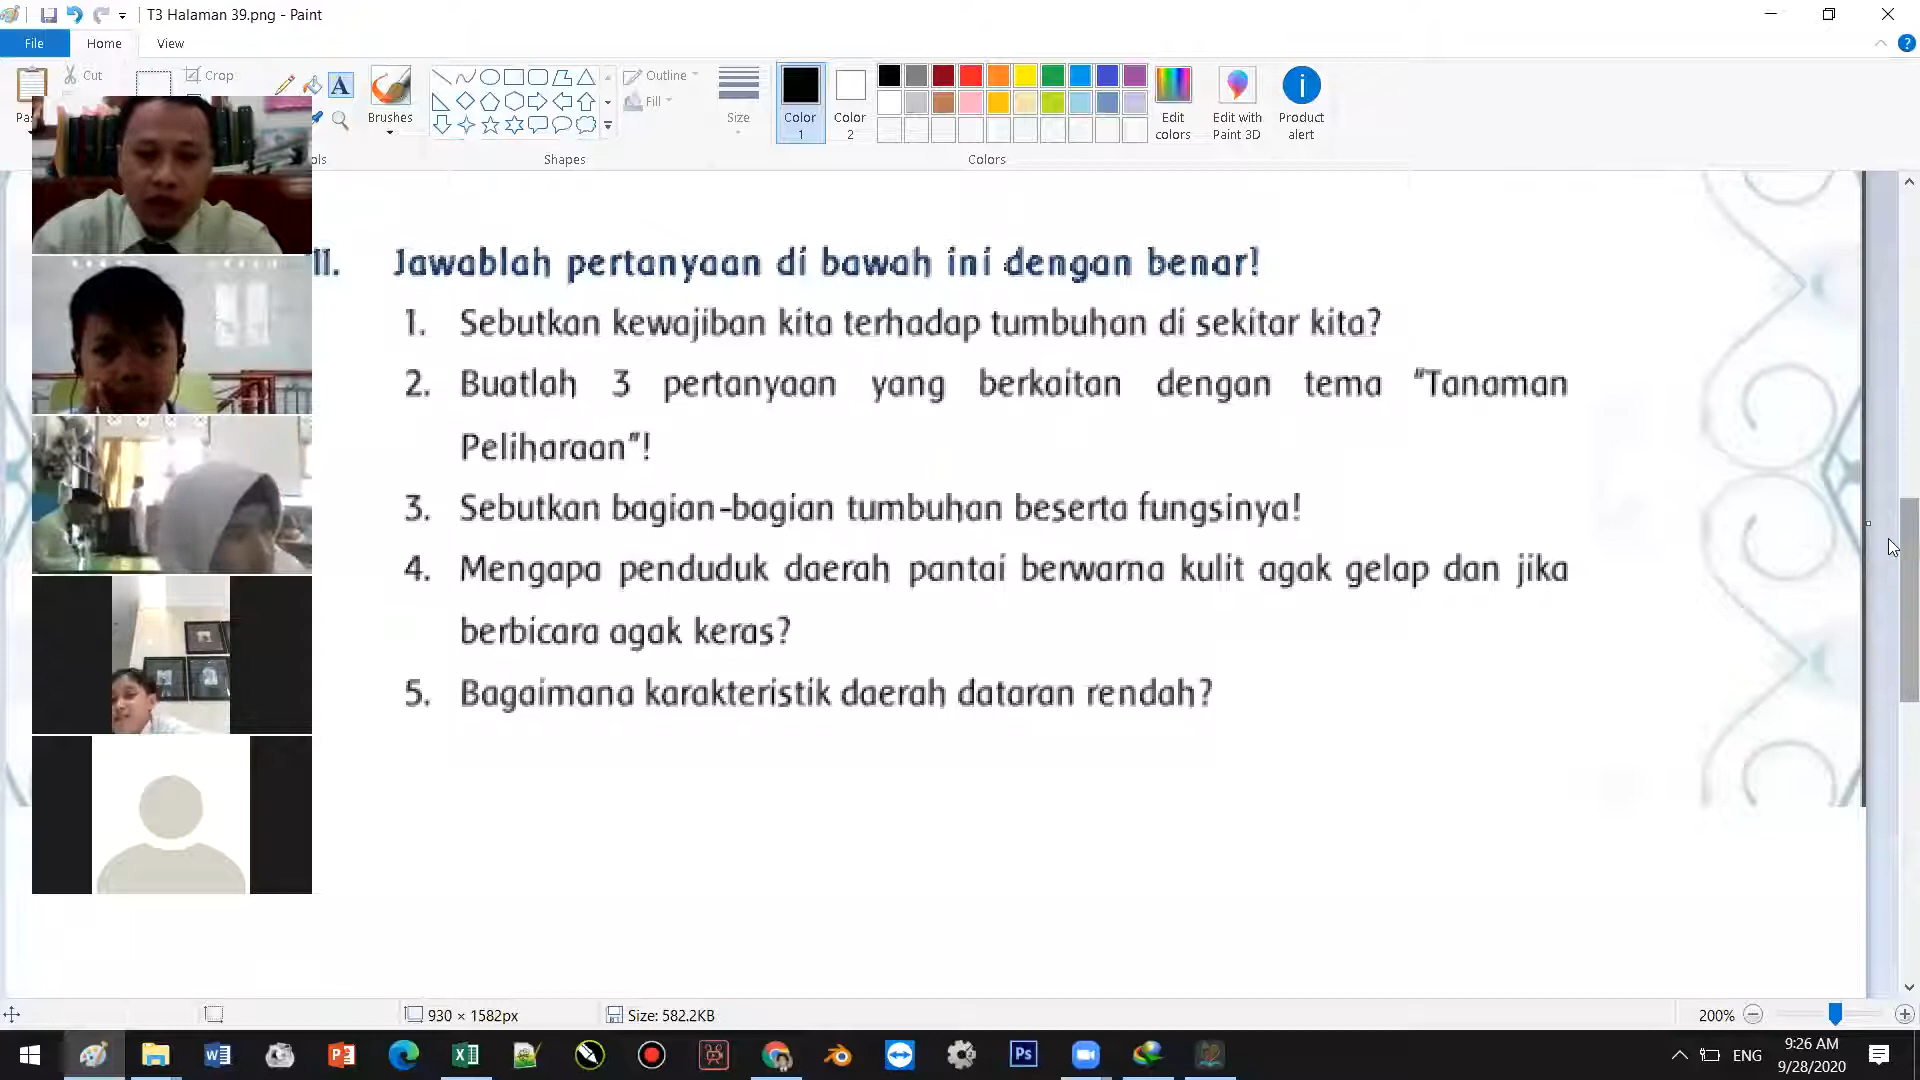 T3 Halaman 39.png - Paint
File Home View
Cut
Crop
Outline
Fill
Brushes
Size
Color 1
Color 2
Edit colors
Edit with Paint 3D
Product alert
Shapes
Colors
II. Jawablah pertanyaan di bawah ini dengan benar!
1. Sebutkan kewajiban kita terhadap tumbuhan di sekitar kita?
2. Buatlah 3 pertanyaan yang berkaitan dengan tema "Tanaman
Peliharaan"!
3. Sebutkan bagian-bagian tumbuhan beserta fungsinya!
4. Mengapa penduduk daerah pantai berwarna kulit agak gelap dan jika
berbicara agak keras?
5. Bagaimana karakteristik daerah dataran rendah?
930 × 1582px
Size: 582.2KB
200%
ENG
9:26 AM
9/28/2020